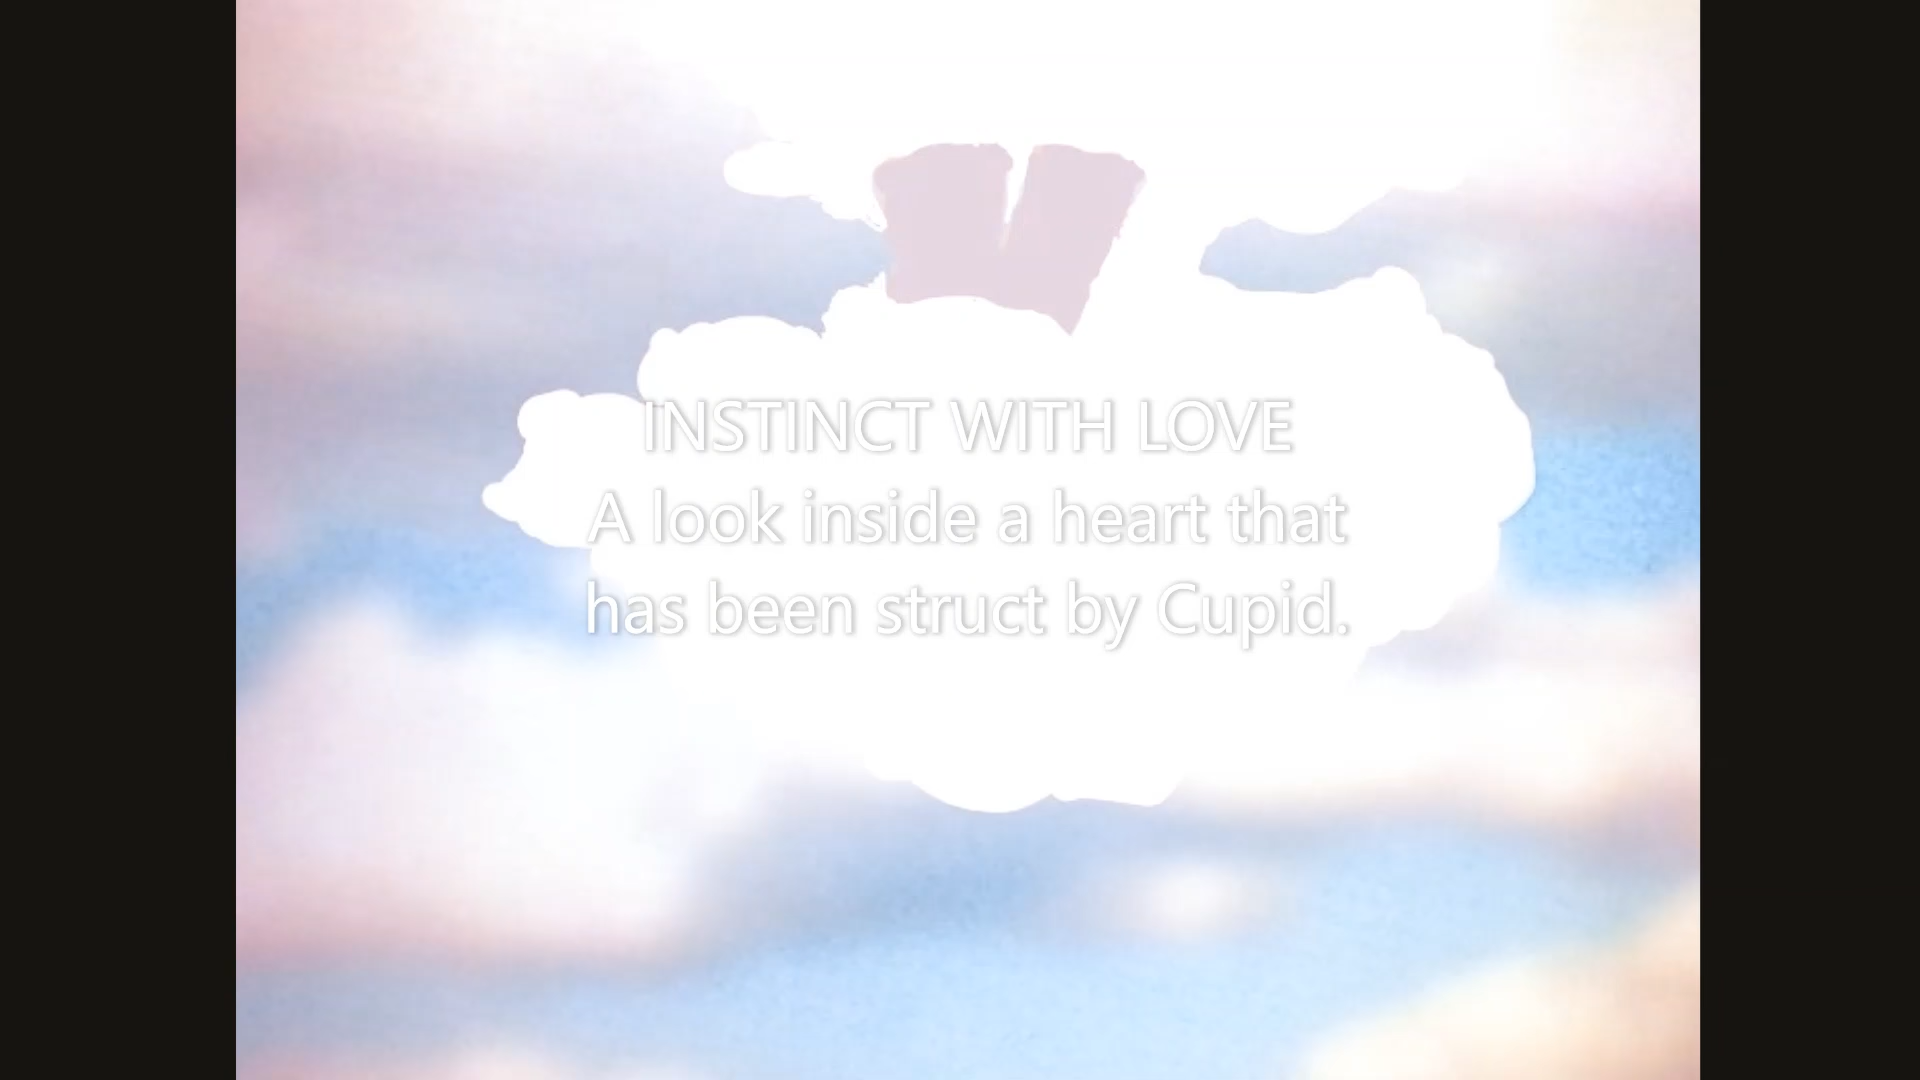 INSTINCT WITH LOVE
A look inside a heart that
has been struct by Cupid.